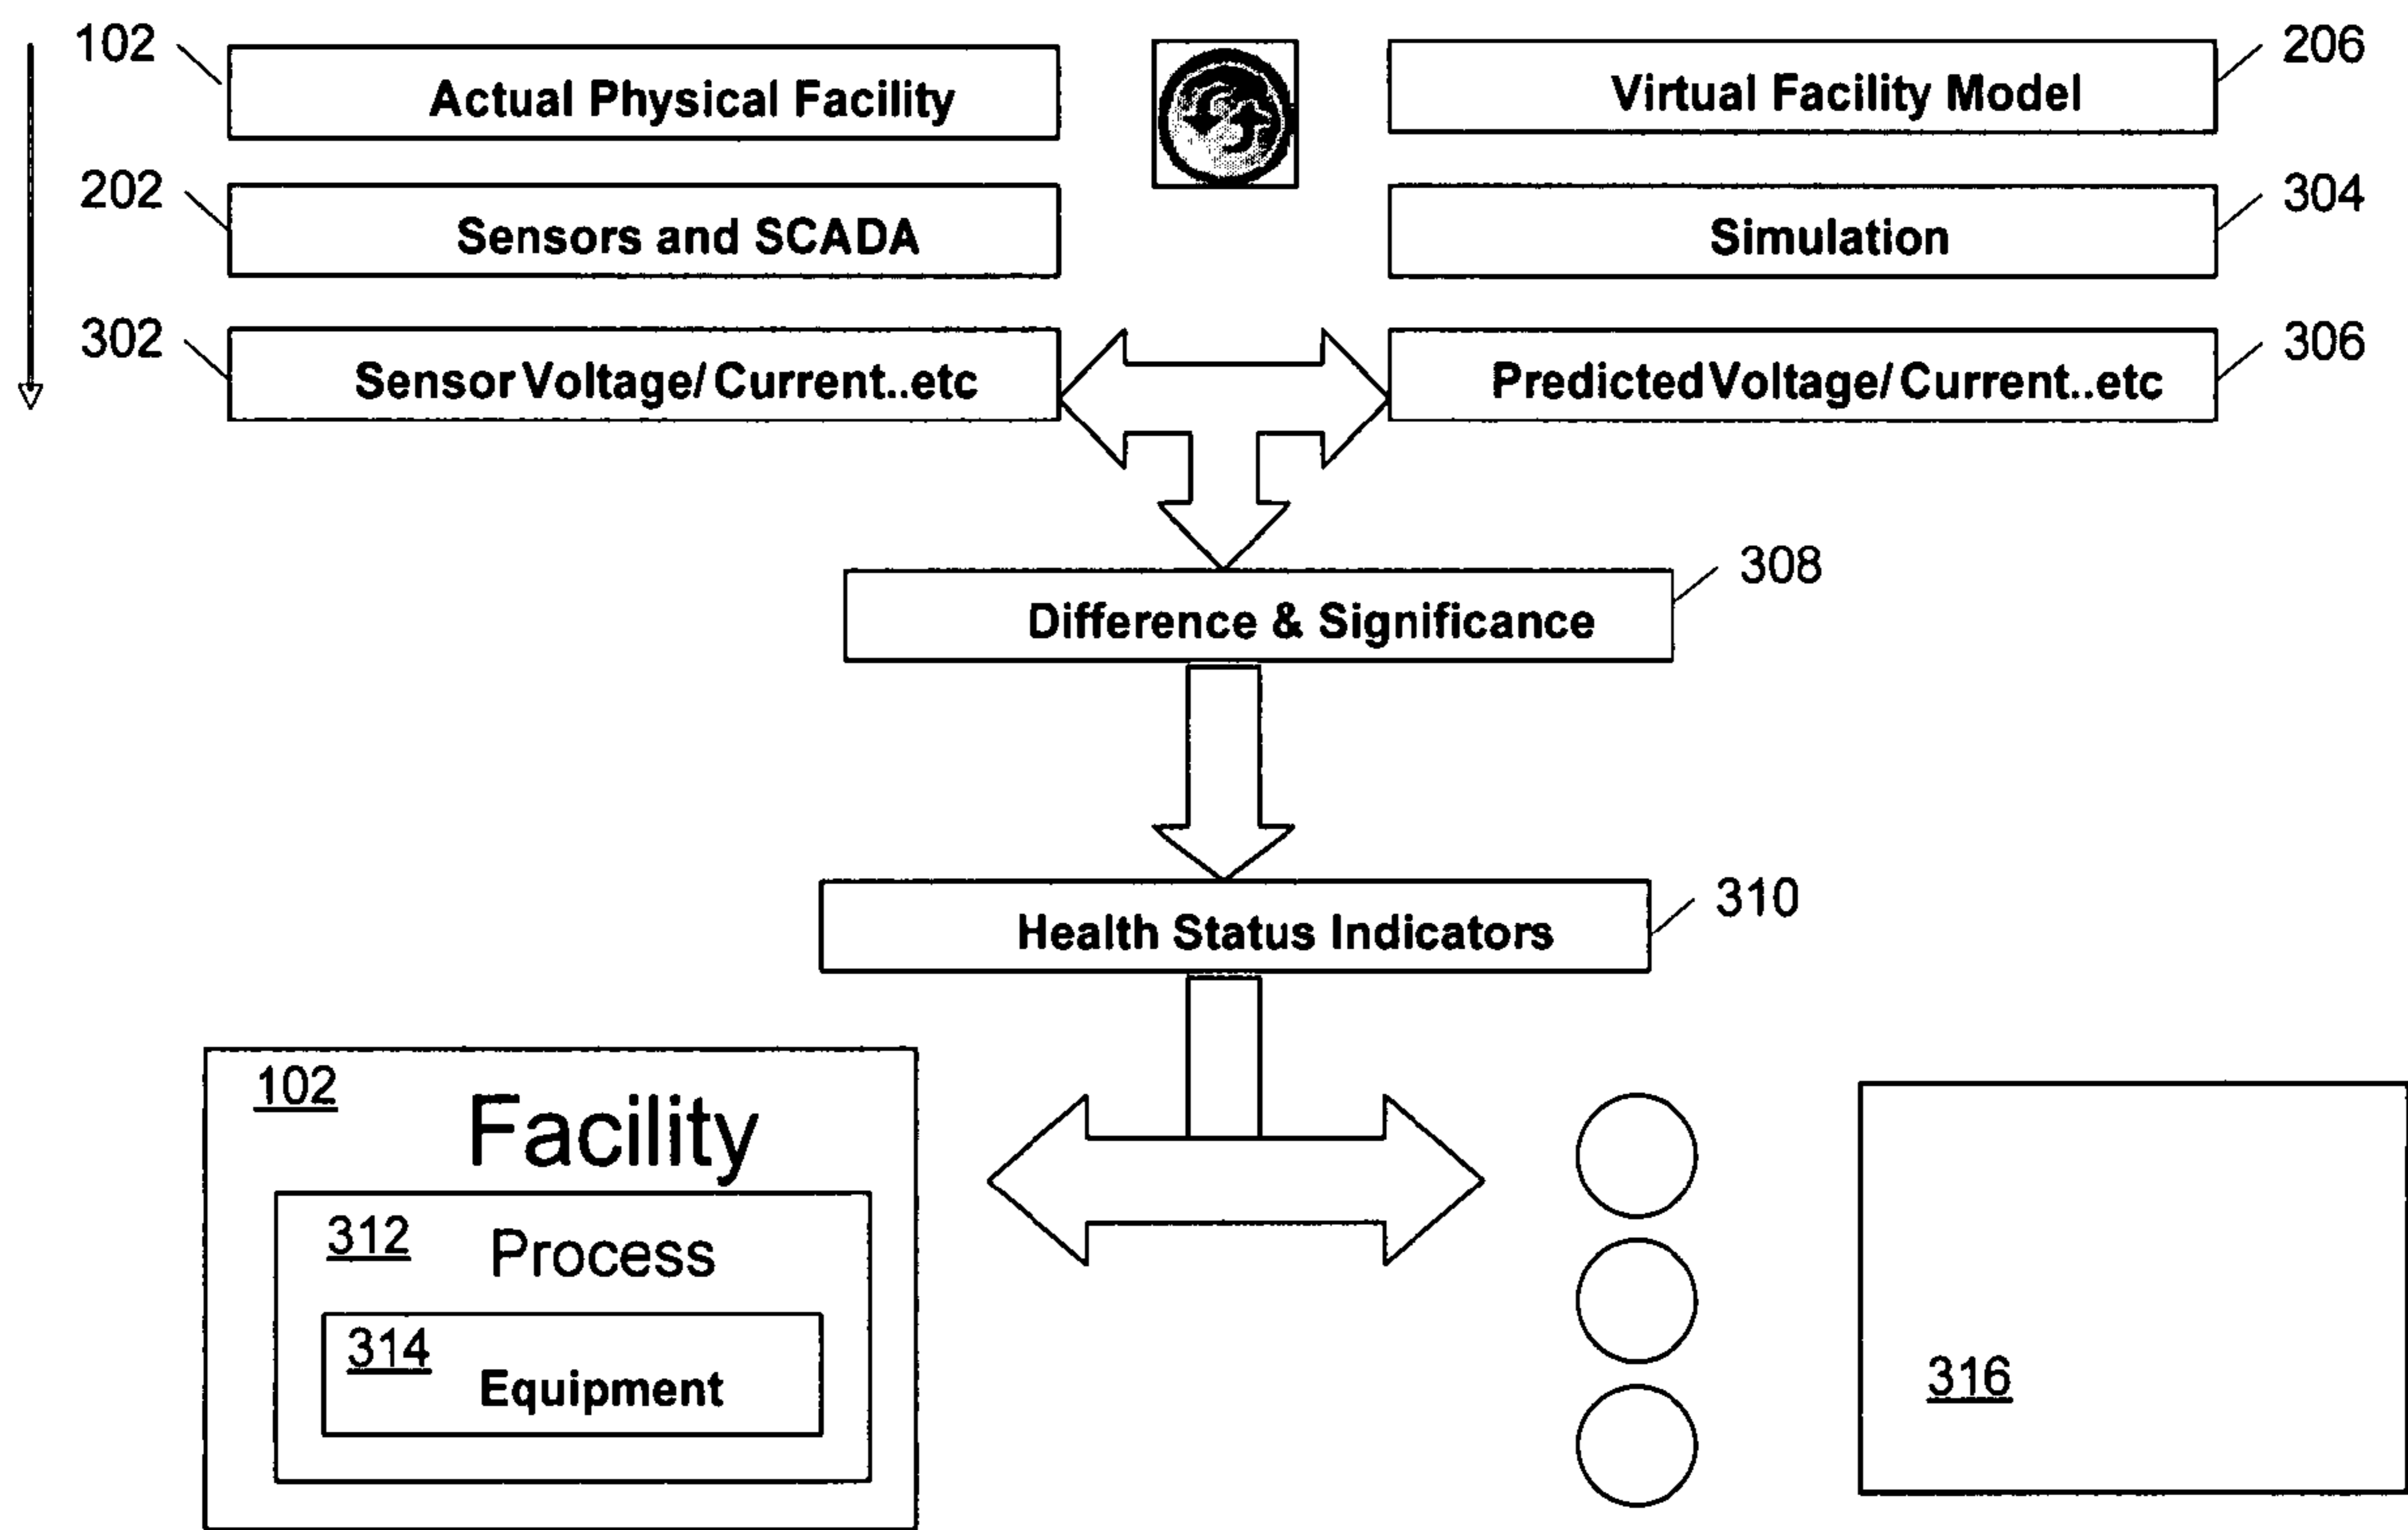 102 Actual Physical Facility Virtual Facility Model 206
202 Sensors and SCADA Simulation 304
302 Sensor Voltage/ Current..etc Predicted Voltage/ Current..etc 306
Difference & Significance 308
Health Status Indicators 310
102 Facility
312 Process
314 Equipment
316